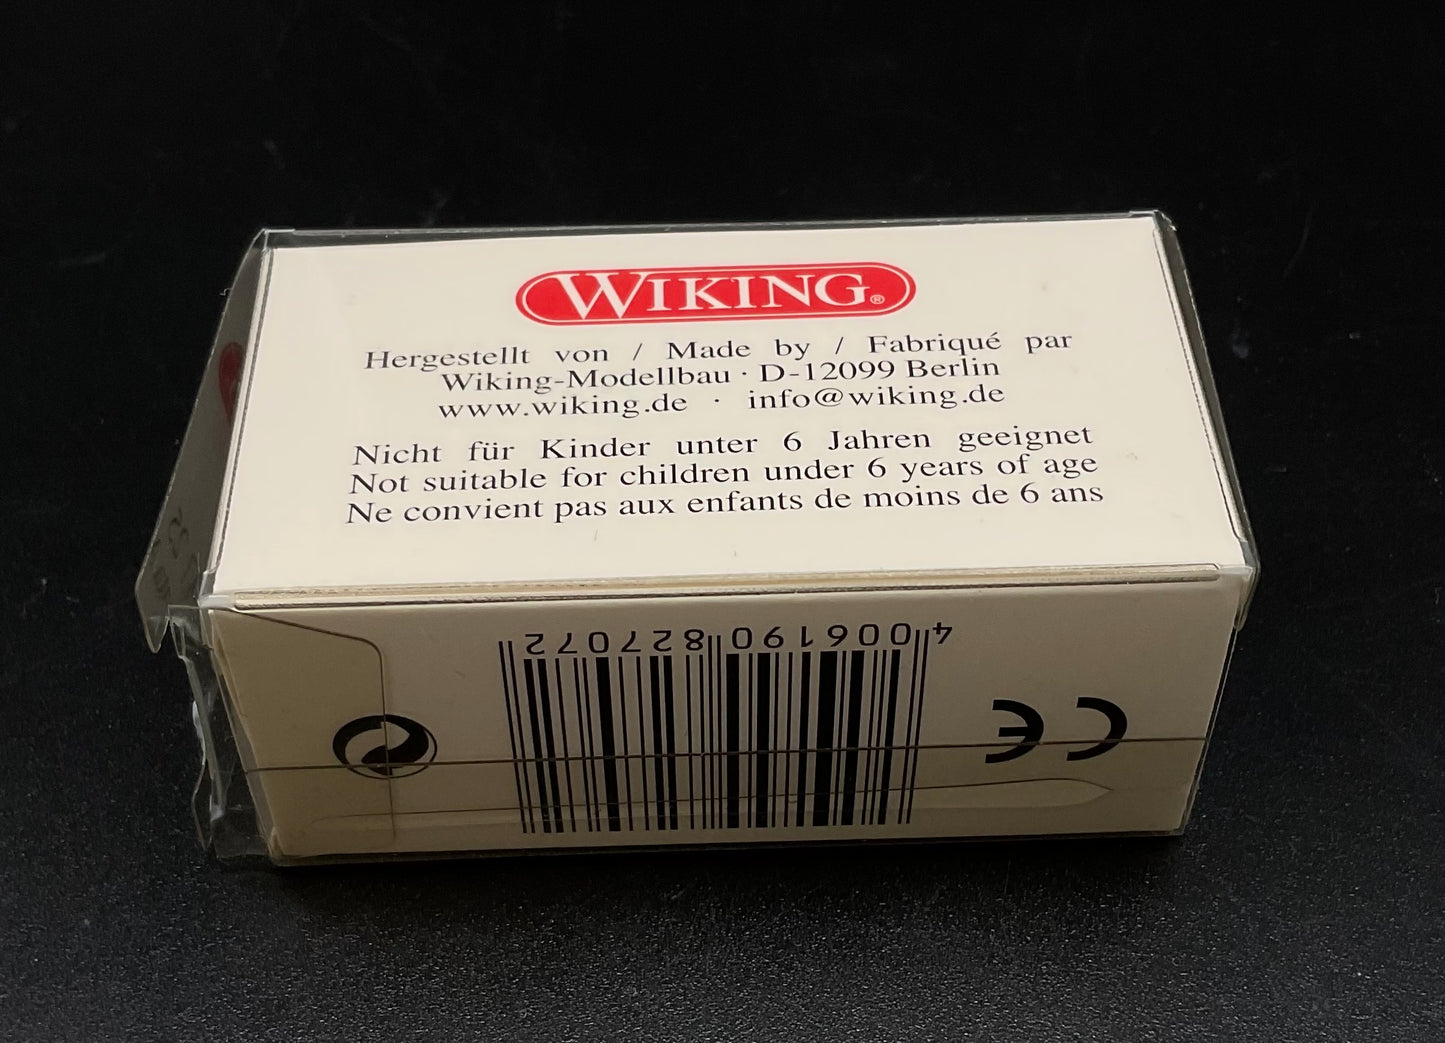 WIKING®
Hergestellt von / Made by / Fabriqué par
Wiking-Modellbau · D-12099 Berlin
www.wiking.de · info@wiking.de
Nicht für Kinder unter 6 Jahren geeignet
Not suitable for children under 6 years of age
Ne convient pas aux enfants de moins de 6 ans
4 006190 827072
CE